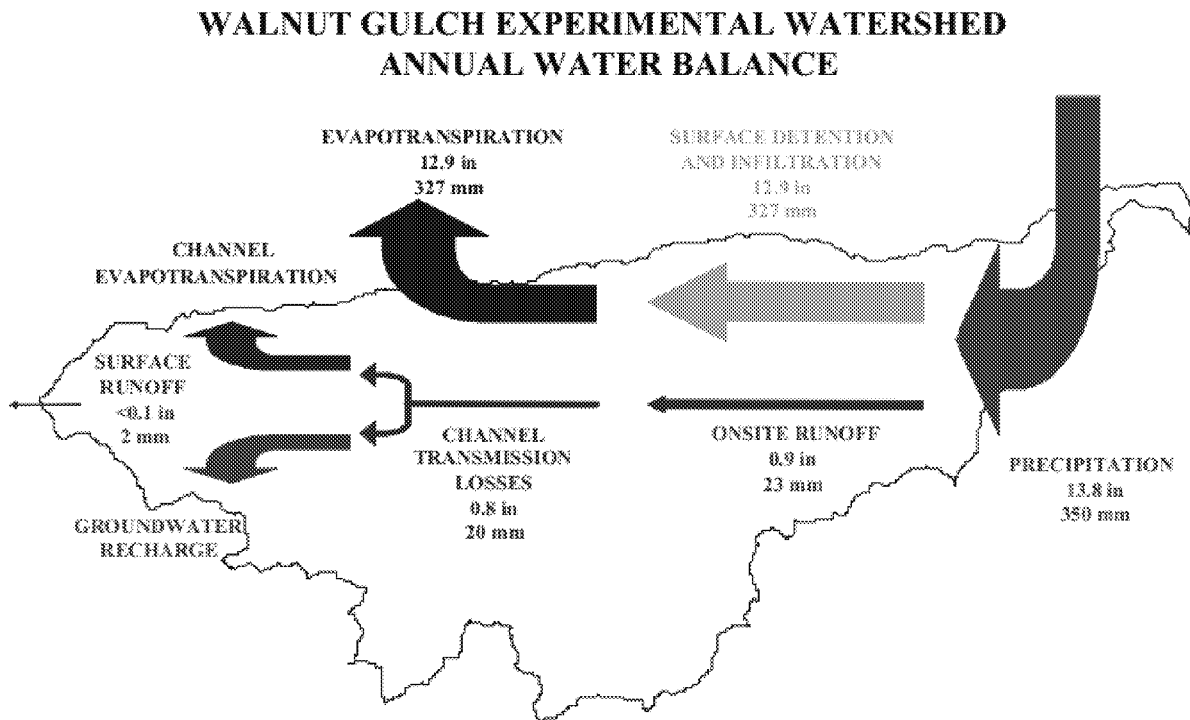 WALNUT GULCH EXPERIMENTAL WATERSHED
ANNUAL WATER BALANCE
EVAPOTRANSPIRATION
12.9 in
327 mm
SURFACE DETENTION
AND INFILTRATION
12.9 in
327 mm
CHANNEL
EVAPOTRANSPIRATION
SURFACE
RUNOFF
<0.1 in
2 mm
CHANNEL
TRANSMISSION
LOSSES
0.8 in
20 mm
ONSITE RUNOFF
0.9 in
23 mm
PRECIPITATION
13.8 in
350 mm
GROUNDWATER
RECHARGE